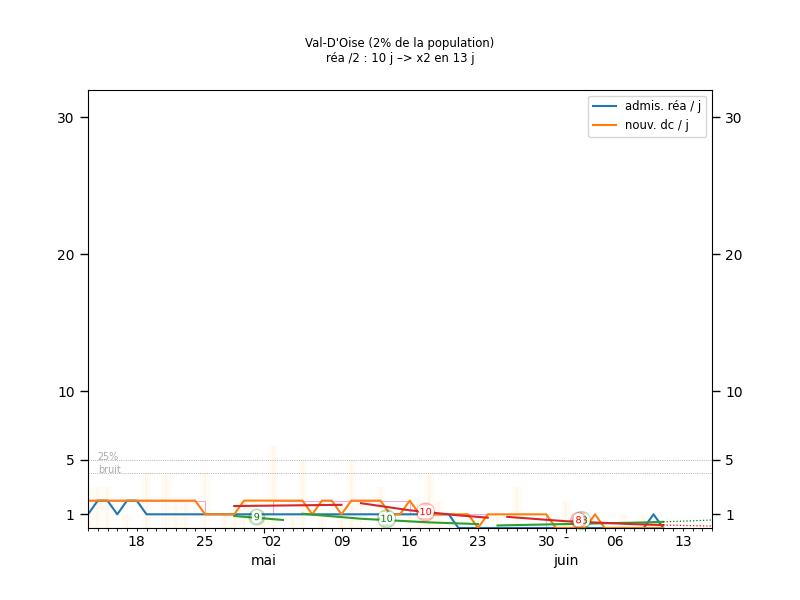 Val-D'Oise (2% de la population)
réa /2 : 10 j –> x2 en 13 j
admis. réa / j
nouv. dc / j
30 30
20 20
10 10
25%
bruit
5 5
1 1
9 10 10 8
18 25 02 09 16 23 30 06 13
mai juin